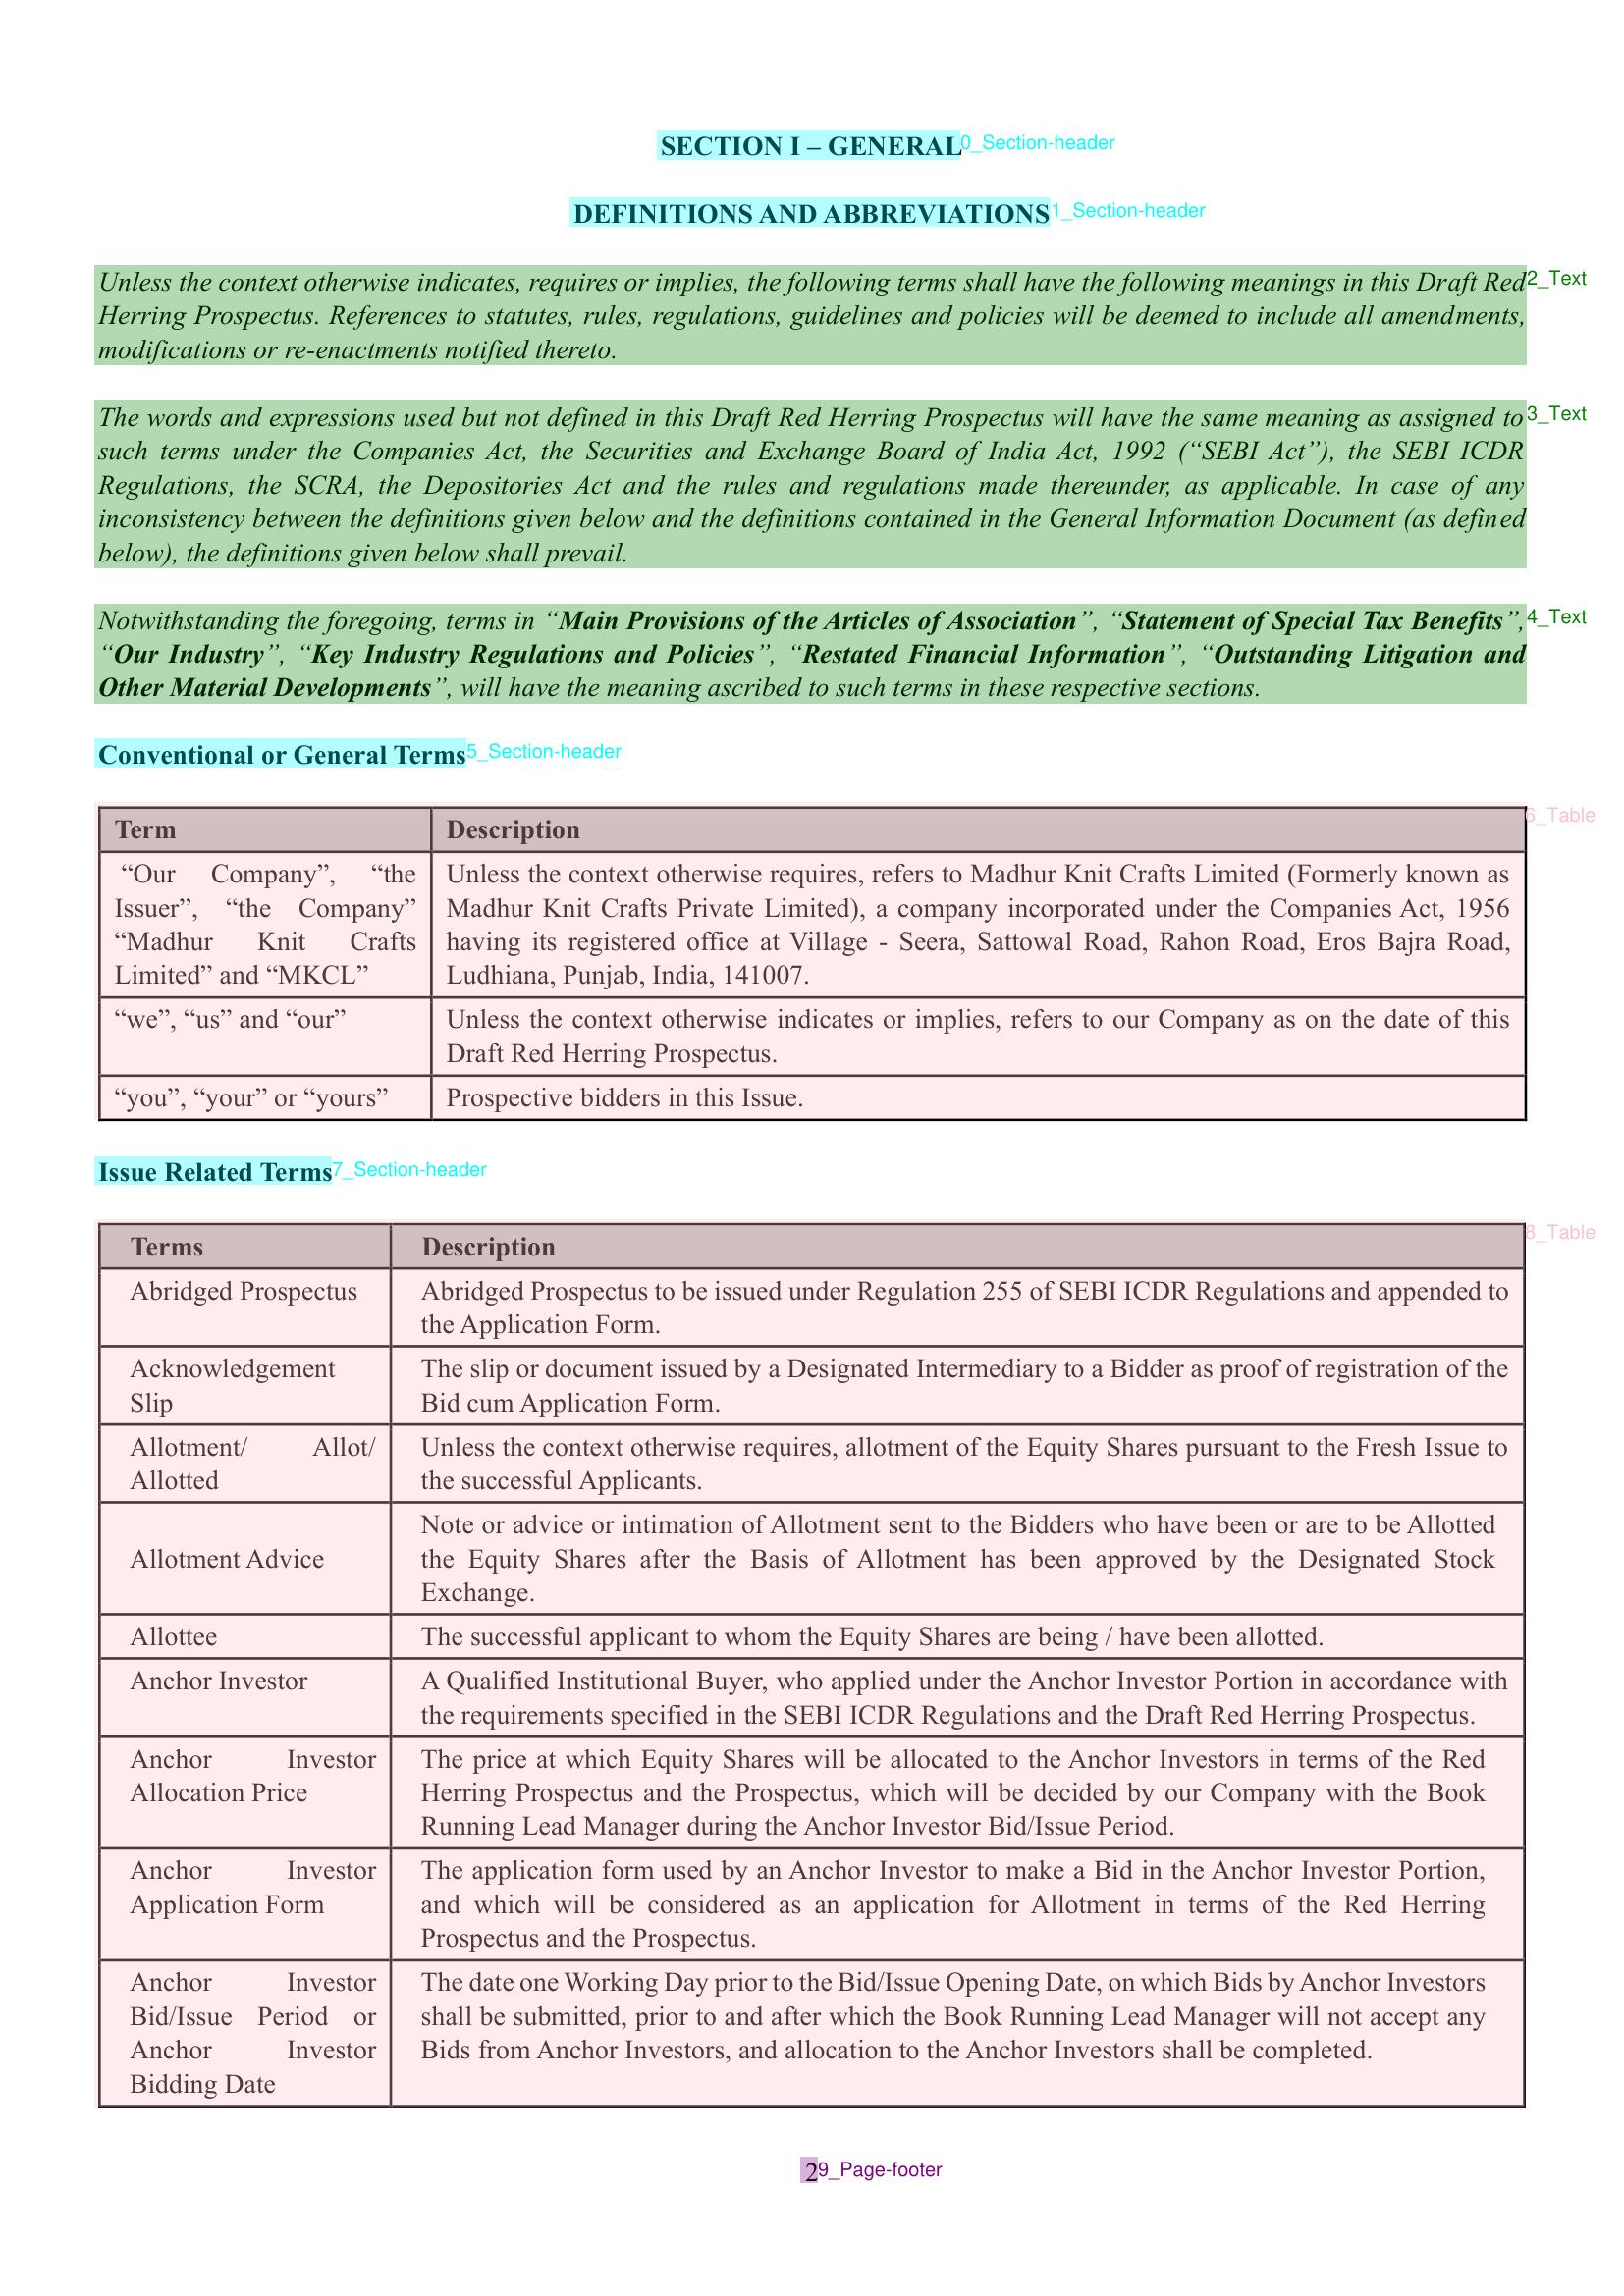 SECTION I – GENERAL0_Section-header
DEFINITIONS AND ABBREVIATIONS1_Section-header
Unless the context otherwise indicates, requires or implies, the following terms shall have the following meanings in this Draft Red2_Text
Herring Prospectus. References to statutes, rules, regulations, guidelines and policies will be deemed to include all amendments,
modifications or re-enactments notified thereto.
The words and expressions used but not defined in this Draft Red Herring Prospectus will have the same meaning as assigned to3_Text
such terms under the Companies Act, the Securities and Exchange Board of India Act, 1992 (“SEBI Act”), the SEBI ICDR
Regulations, the SCRA, the Depositories Act and the rules and regulations made thereunder, as applicable. In case of any
inconsistency between the definitions given below and the definitions contained in the General Information Document (as defined
below), the definitions given below shall prevail.
Notwithstanding the foregoing, terms in “Main Provisions of the Articles of Association”, “Statement of Special Tax Benefits”,4_Text
“Our Industry”, “Key Industry Regulations and Policies”, “Restated Financial Information”, “Outstanding Litigation and
Other Material Developments”, will have the meaning ascribed to such terms in these respective sections.
Conventional or General Terms5_Section-header
Term Description 6_Table
“Our Company”, “the Unless the context otherwise requires, refers to Madhur Knit Crafts Limited (Formerly known as
Issuer”, “the Company” Madhur Knit Crafts Private Limited), a company incorporated under the Companies Act, 1956
“Madhur Knit Crafts having its registered office at Village - Seera, Sattowal Road, Rahon Road, Eros Bajra Road,
Limited” and “MKCL” Ludhiana, Punjab, India, 141007.
“we”, “us” and “our” Unless the context otherwise indicates or implies, refers to our Company as on the date of this
Draft Red Herring Prospectus.
“you”, “your” or “yours” Prospective bidders in this Issue.
Issue Related Terms7_Section-header
Terms Description 8_Table
Abridged Prospectus Abridged Prospectus to be issued under Regulation 255 of SEBI ICDR Regulations and appended to
the Application Form.
Acknowledgement The slip or document issued by a Designated Intermediary to a Bidder as proof of registration of the
Slip Bid cum Application Form.
Allotment/ Allot/ Unless the context otherwise requires, allotment of the Equity Shares pursuant to the Fresh Issue to
Allotted the successful Applicants.
Note or advice or intimation of Allotment sent to the Bidders who have been or are to be Allotted
Allotment Advice the Equity Shares after the Basis of Allotment has been approved by the Designated Stock
Exchange.
Allottee The successful applicant to whom the Equity Shares are being / have been allotted.
Anchor Investor A Qualified Institutional Buyer, who applied under the Anchor Investor Portion in accordance with
the requirements specified in the SEBI ICDR Regulations and the Draft Red Herring Prospectus.
Anchor Investor The price at which Equity Shares will be allocated to the Anchor Investors in terms of the Red
Allocation Price Herring Prospectus and the Prospectus, which will be decided by our Company with the Book
Running Lead Manager during the Anchor Investor Bid/Issue Period.
Anchor Investor The application form used by an Anchor Investor to make a Bid in the Anchor Investor Portion,
Application Form and which will be considered as an application for Allotment in terms of the Red Herring
Prospectus and the Prospectus.
Anchor Investor The date one Working Day prior to the Bid/Issue Opening Date, on which Bids by Anchor Investors
Bid/Issue Period or shall be submitted, prior to and after which the Book Running Lead Manager will not accept any
Anchor Investor Bids from Anchor Investors, and allocation to the Anchor Investors shall be completed.
Bidding Date
29_Page-footer